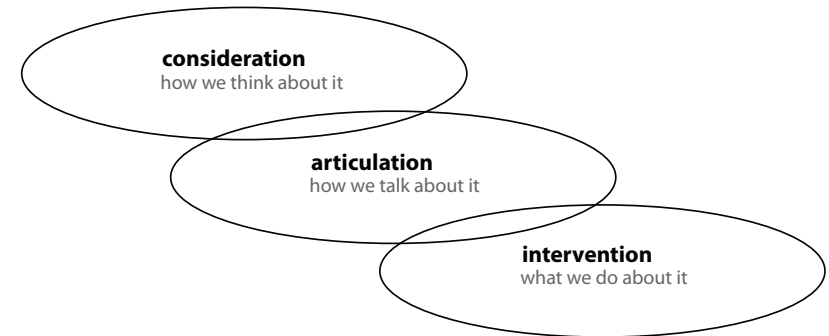 consideration
how we think about it
articulation
how we talk about it
intervention
what we do about it